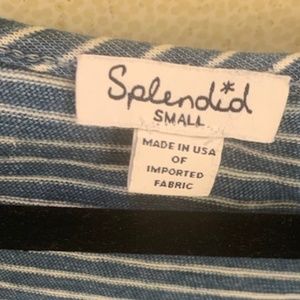 Splendid
SMALL
MADE IN USA
OF
IMPORTED
FABRIC